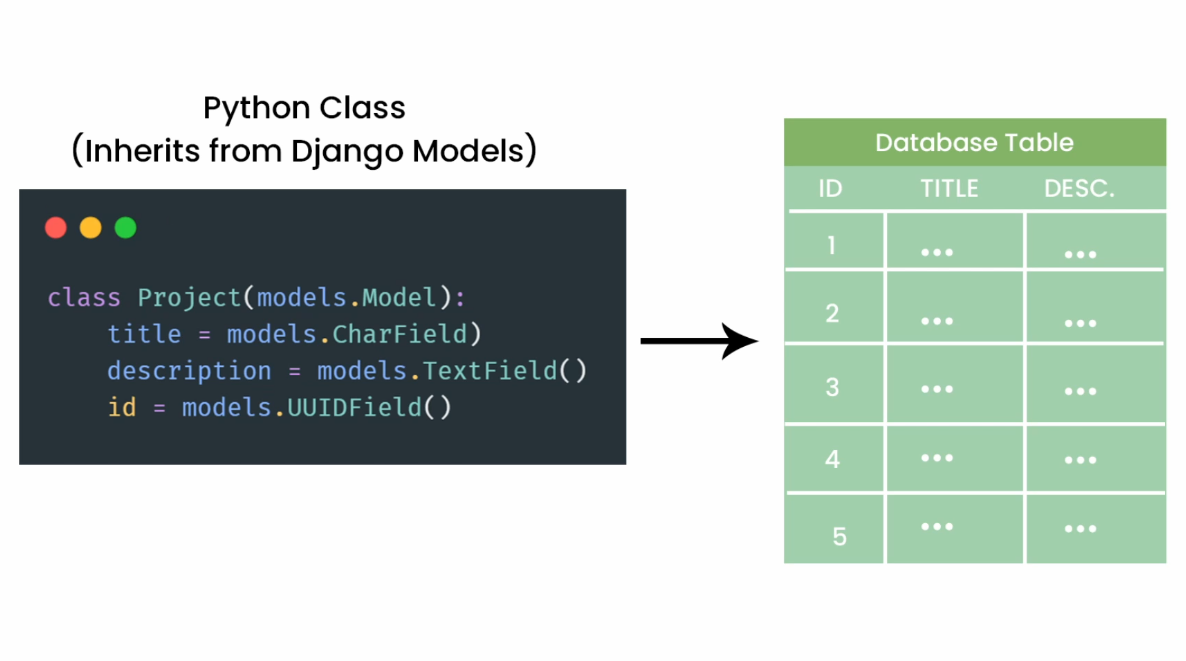 Python Class
(Inherits from Django Models)
class Project(models.Model):
    title = models.CharField)
    description = models.TextField()
    id = models.UUIDField()
Database Table
ID TITLE DESC.
1 ... ...
2 ... ...
3 ... ...
4 ... ...
5 ... ...